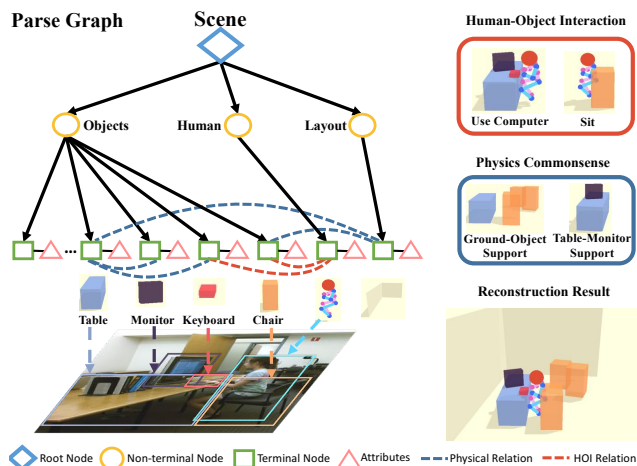 Parse Graph
Scene
Objects
Human
Layout
...
Table
Monitor
Keyboard
Chair
Human-Object Interaction
Use Computer
Sit
Physics Commonsense
Ground-Object
Support
Table-Monitor
Support
Reconstruction Result
Root Node
Non-terminal Node
Terminal Node
Attributes
Physical Relation
HOI Relation